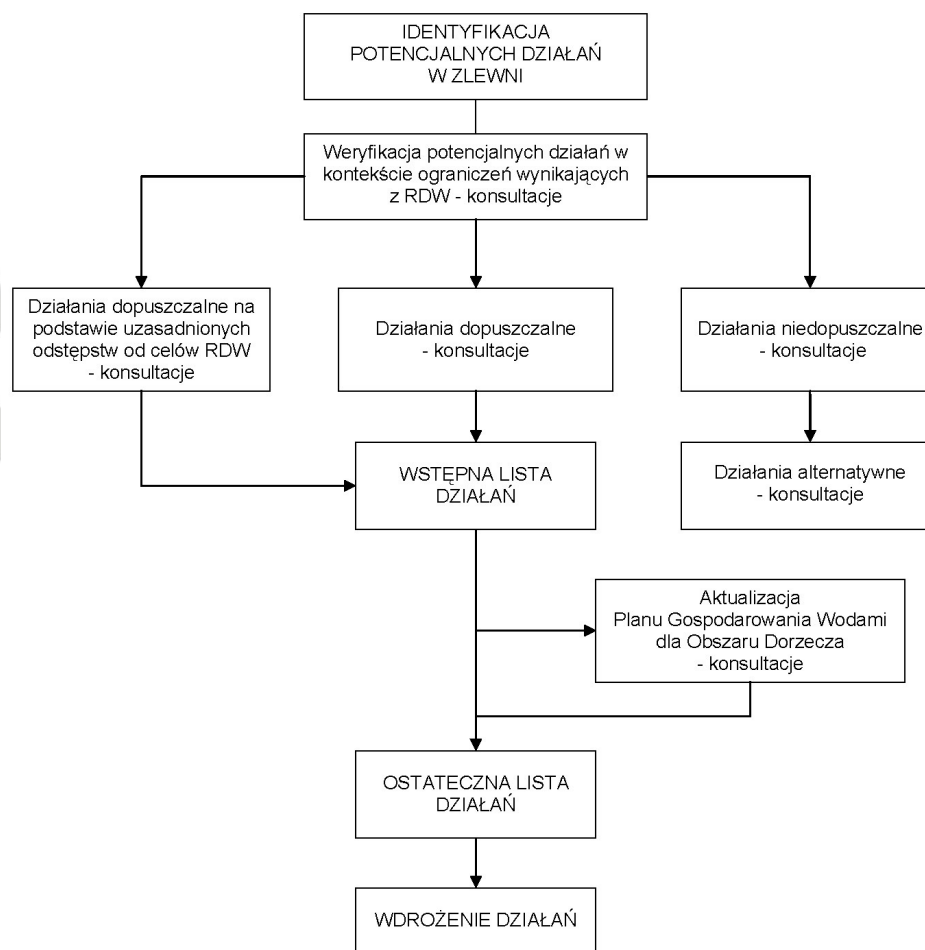 IDENTYFIKACJA
POTENCJALNYCH DZIAŁAŃ
W ZLEWNI
Weryfikacja potencjalnych działań w
kontekście ograniczeń wynikających
z RDW - konsultacje
Działania dopuszczalne na
podstawie uzasadnionych
odstępstw od celów RDW
- konsultacje
Działania dopuszczalne
- konsultacje
Działania niedopuszczalne
- konsultacje
WSTĘPNA LISTA
DZIAŁAŃ
Działania alternatywne
- konsultacje
Aktualizacja
Planu Gospodarowania Wodami
dla Obszaru Dorzecza
- konsultacje
OSTATECZNA LISTA
DZIAŁAŃ
WDROŻENIE DZIAŁAŃ